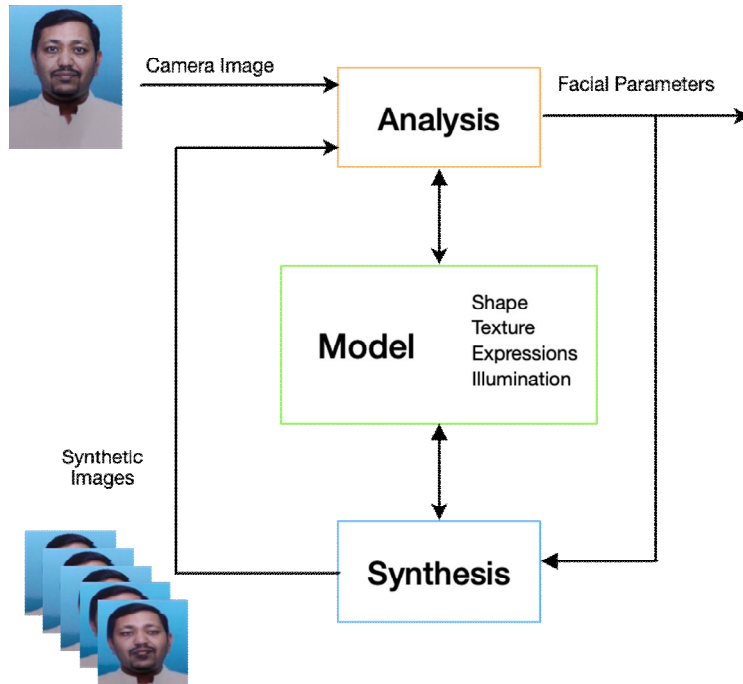 Camera Image
Facial Parameters
Analysis
Model
Shape
Texture
Expressions
Illumination
Synthetic
Images
Synthesis